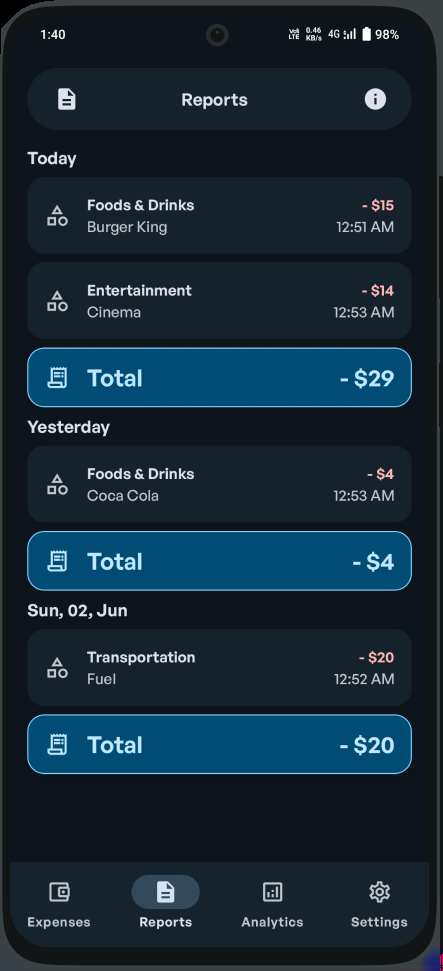 1:40 Vo) LTE 0.46 KB/s 4G 98%
Reports
Today
Foods & Drinks - $15
Burger King 12:51 AM
Entertainment - $14
Cinema 12:53 AM
Total - $29
Yesterday
Foods & Drinks - $4
Coca Cola 12:53 AM
Total - $4
Sun, 02, Jun
Transportation - $20
Fuel 12:52 AM
Total - $20
Expenses Reports Analytics Settings